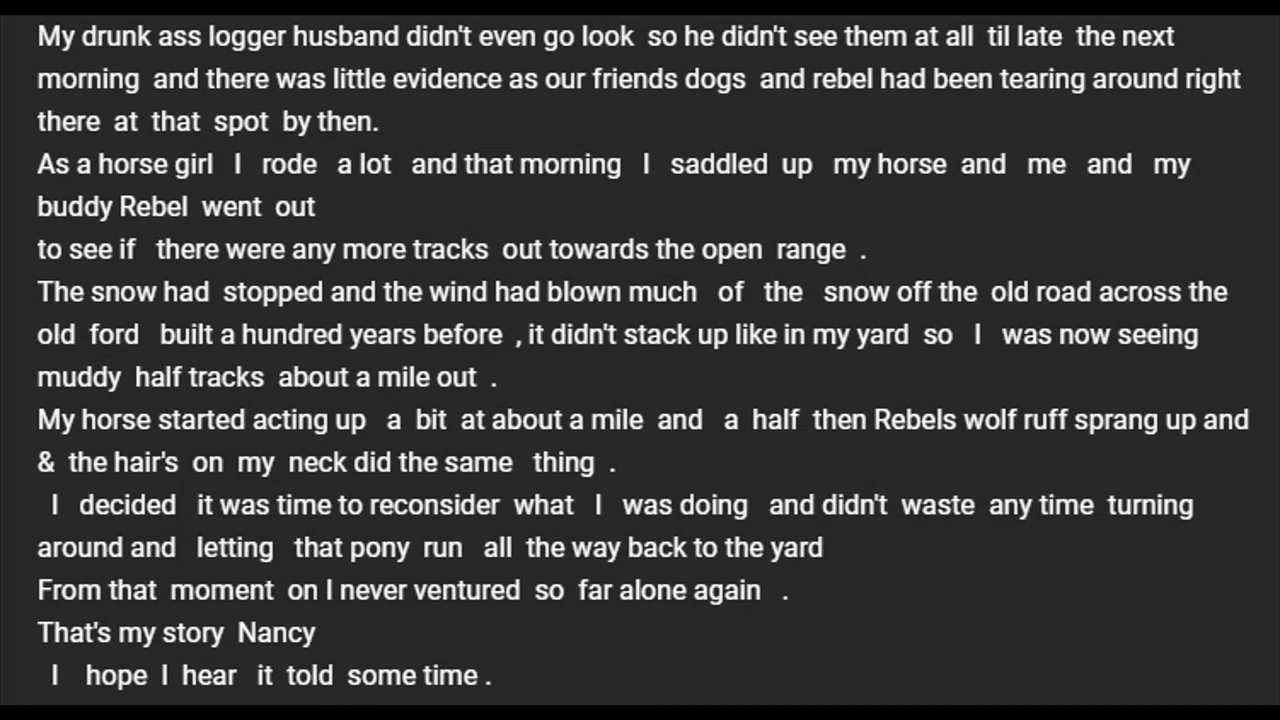 My drunk ass logger husband didn't even go look  so he didn't see them at all  til late  the next
morning  and there was little evidence as our friends dogs  and rebel had been tearing around right
there  at  that  spot  by then.
As a horse girl   I   rode   a lot   and that morning   I   saddled  up   my horse  and   me   and   my
buddy Rebel  went  out
to see if   there were any more tracks  out towards the open  range  .
The snow had  stopped and the wind had blown much   of   the   snow off the  old road across the
old  ford   built a hundred years before  , it didn't stack up like in my yard  so   I   was now seeing
muddy  half tracks  about a mile out  .
My horse started acting up   a  bit  at about a mile  and   a  half  then Rebels wolf ruff sprang up and
&  the hair's  on  my  neck did the same   thing  .
  I   decided   it was time to reconsider  what   I   was doing   and didn't  waste  any time  turning
around and   letting   that pony  run   all  the way back to the yard
From that  moment  on I never ventured  so  far alone again   .
That's my story  Nancy
  I    hope  I  hear   it  told  some time .